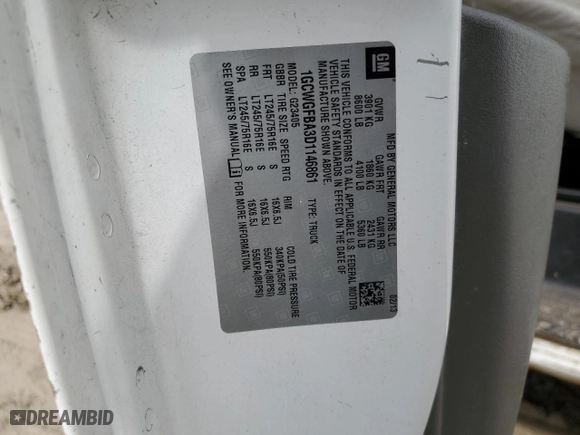 GM
MFD BY GENERAL MOTORS LLC
02/13
GVWR GAWR FRT GAWR RR
3901 KG 1860 KG 2431 KG
8600 LB 4100 LB 5360 LB
THIS VEHICLE CONFORMS TO ALL APPLICABLE U.S. FEDERAL MOTOR
VEHICLE SAFETY STANDARDS IN EFFECT ON THE DATE OF
MANUFACTURE SHOWN ABOVE.
1GCWGFBA3D1146861 TYPE: TRUCK
MODEL: G23405
GBBR TIRE SIZE SPEED RTG RIM COLD TIRE PRESSURE
FRT LT245/75R16E S 16X6.5J 340KPA(50PSI)
RR LT245/75R16E S 16X6.5J 550KPA(80PSI)
SPA LT245/75R16E S 16X6.5J 550KPA(80PSI)
SEE OWNER'S MANUAL FOR MORE INFORMATION.
DREAMBID